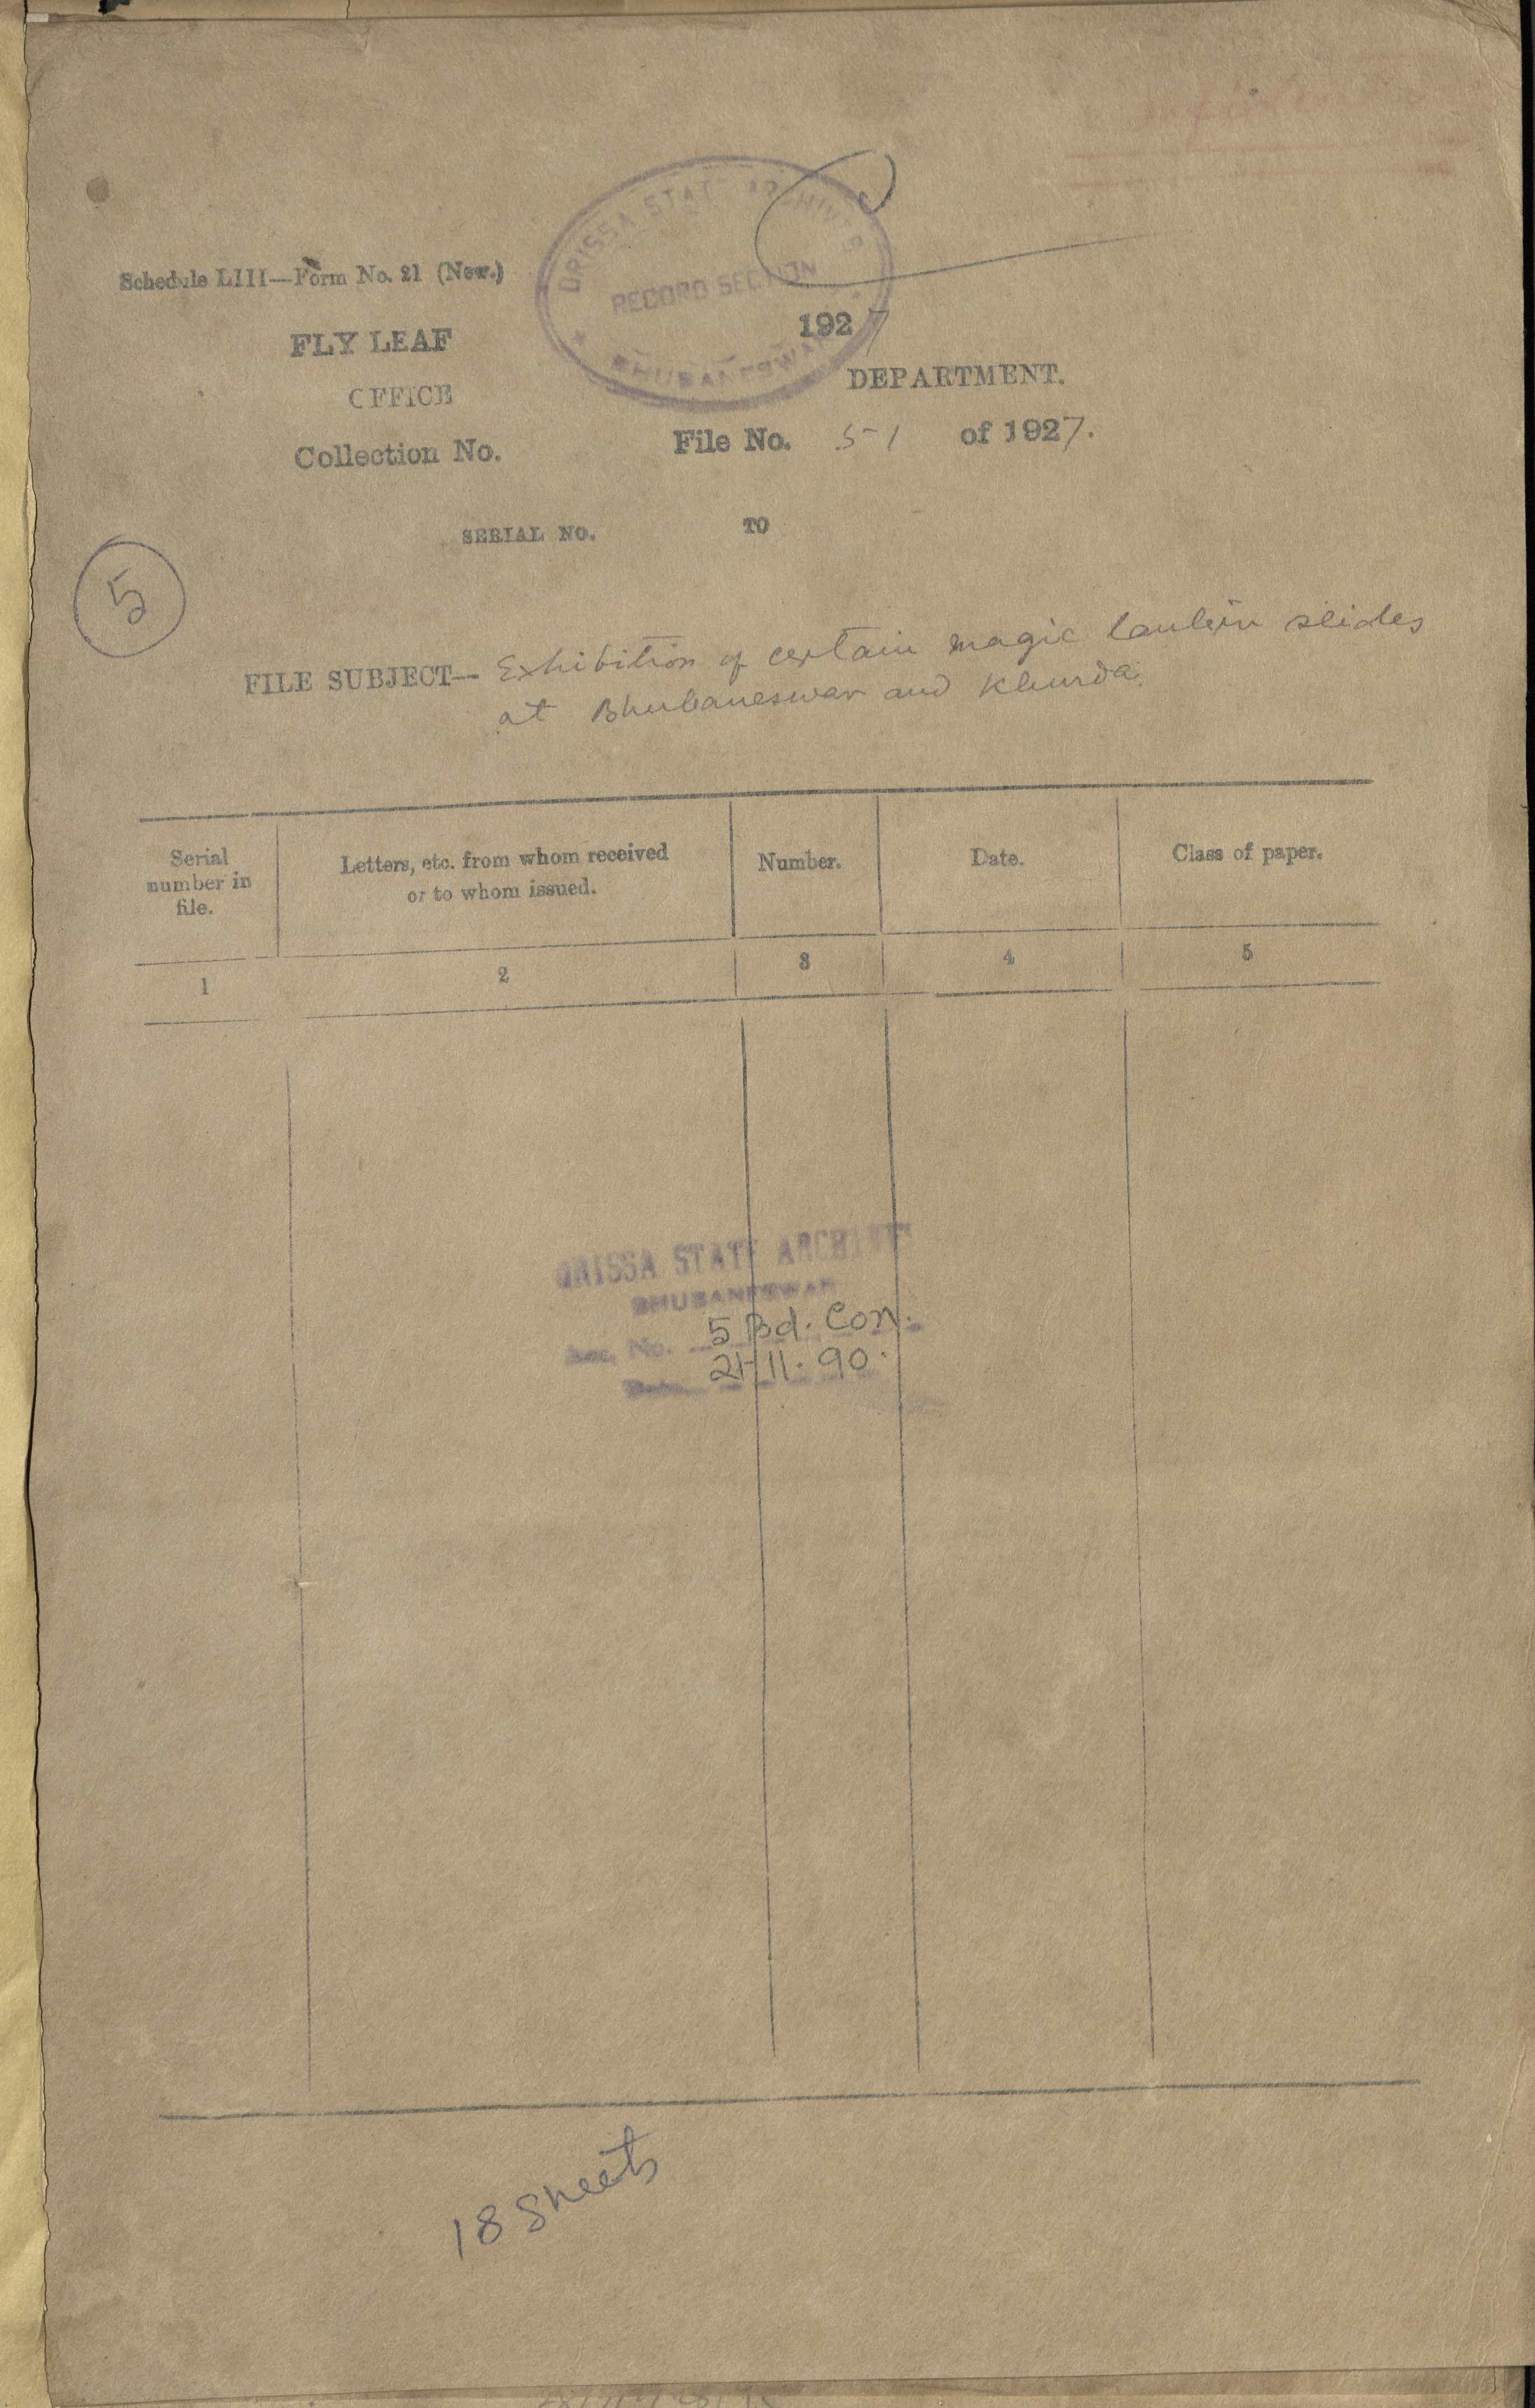 ORISSA STATE ARCHIVES
RECORD SECTION
BHUBANESWAR
Schedule LIII—Form No. 21 (New.)
FLY LEAF 1927
OFFICE DEPARTMENT.
Collection No. File No. 51 of 1927.
SERIAL NO. TO
5
FILE SUBJECT— Exhibition of certain magic lantern slides
at Bhubaneswar and Khurda.
Serial number in file. Letters, etc. from whom received or to whom issued. Number. Date. Class of paper.
1 2 3 4 5
ORISSA STATE ARCHIVES
BHUBANESWAR
Acc. No. 5 Bd. Con.
Date 21-11-90.
18 Sheets